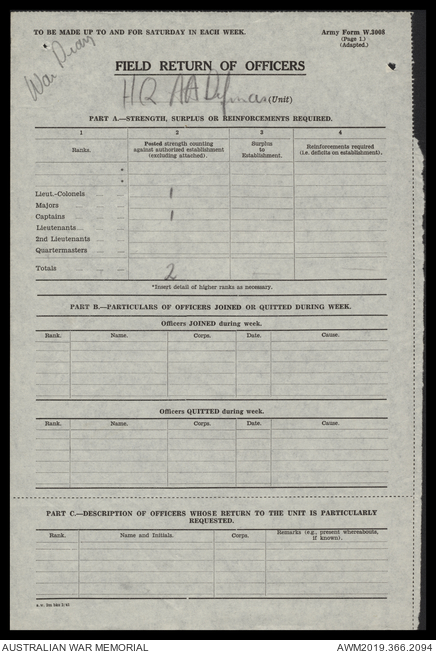 TO BE MADE UP TO AND FOR SATURDAY IN EACH WEEK.
Army Form W.3008
(Page 1.)
(Adapted.)
War Diary
FIELD RETURN OF OFFICERS
HQ AA Defences (Unit)
PART A.—STRENGTH, SURPLUS OR REINFORCEMENTS REQUIRED.
1 2 3 4
Ranks. Posted strength counting against authorized establishment (excluding attached). Surplus to Establishment. Reinforcements required (i.e. deficits on establishment).
*
*
Lieut.-Colonels 1
Majors
Captains 1
Lieutenants
2nd Lieutenants
Quartermasters
Totals 2
*Insert detail of higher ranks as necessary.
PART B.—PARTICULARS OF OFFICERS JOINED OR QUITTED DURING WEEK.
Officers JOINED during week.
Rank. Name. Corps. Date. Cause.
Officers QUITTED during week.
Rank. Name. Corps. Date. Cause.
PART C.—DESCRIPTION OF OFFICERS WHOSE RETURN TO THE UNIT IS PARTICULARLY
REQUESTED.
Rank. Name and Initials. Corps. Remarks (e.g., present whereabouts, if known).
AUSTRALIAN WAR MEMORIAL
AWM2019.366.2094